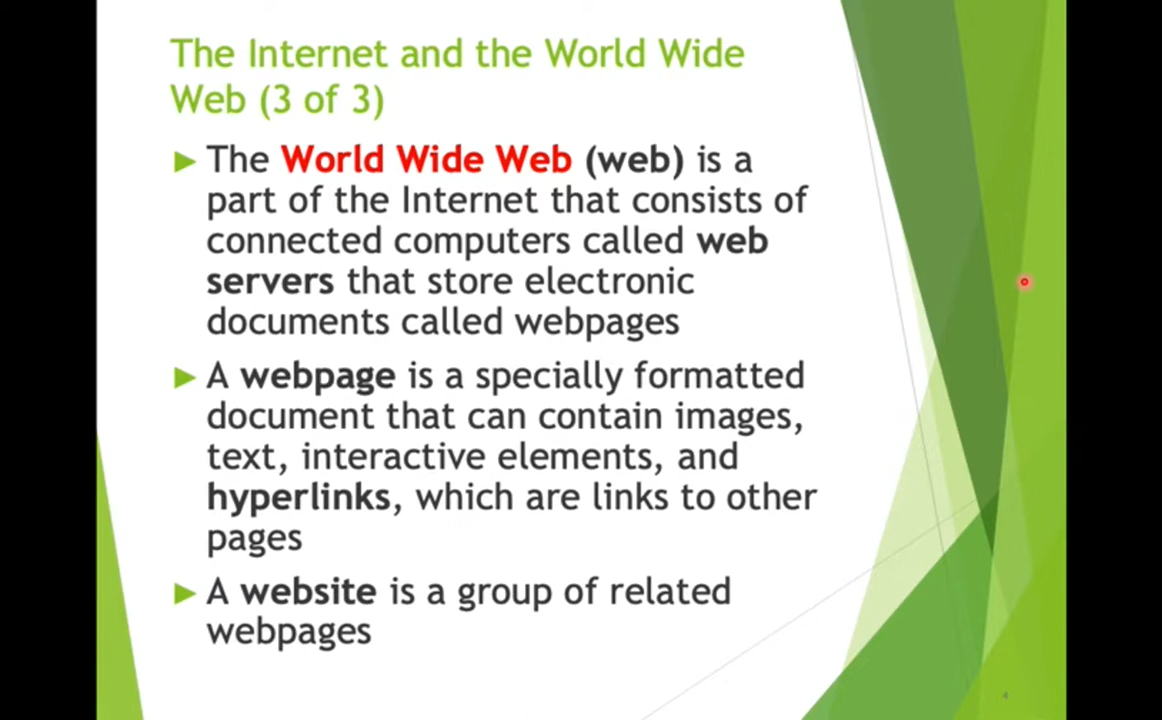 The Internet and the World Wide
Web (3 of 3)
The World Wide Web (web) is a
part of the Internet that consists of
connected computers called web
servers that store electronic
documents called webpages
A webpage is a specially formatted
document that can contain images,
text, interactive elements, and
hyperlinks, which are links to other
pages
A website is a group of related
webpages
4